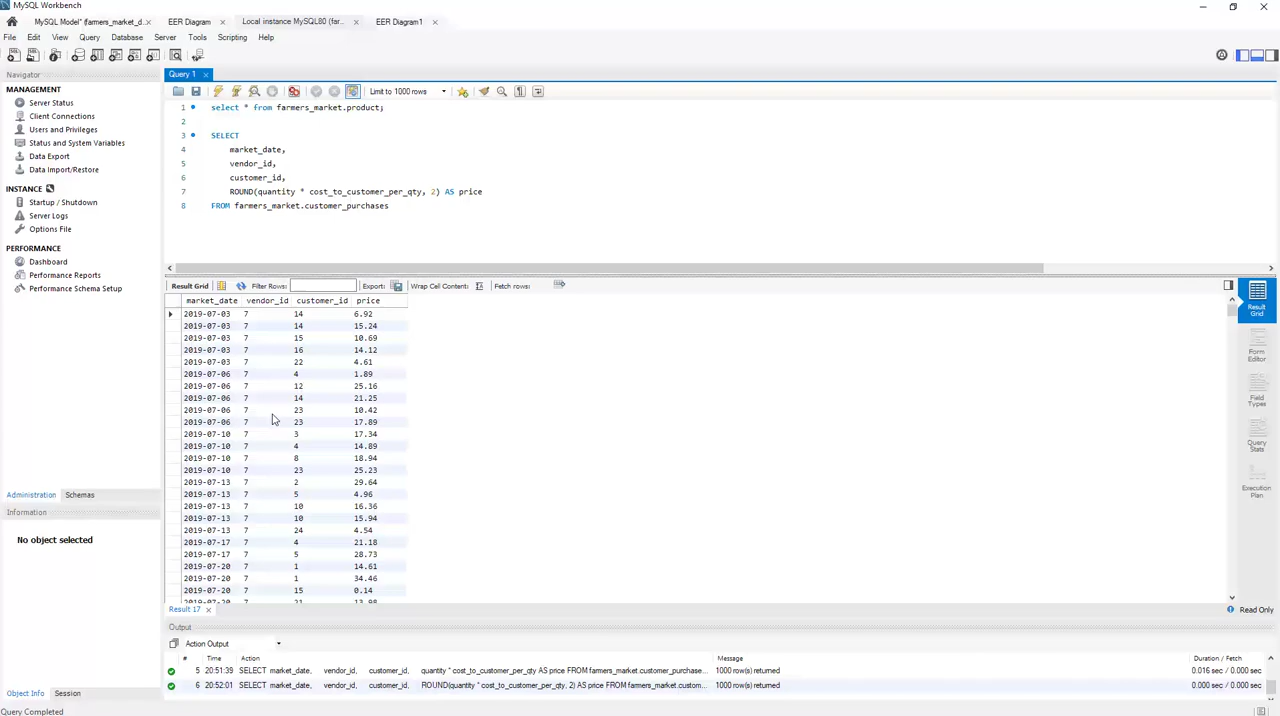 MySQL Workbench
MySQL Model* (farmers_market_d...
EER Diagram
Local instance MySQL80 (far...
EER Diagram1
File Edit View Query Database Server Tools Scripting Help
Navigator
MANAGEMENT
Server Status
Client Connections
Users and Privileges
Status and System Variables
Data Export
Data Import/Restore
INSTANCE
Startup / Shutdown
Server Logs
Options File
PERFORMANCE
Dashboard
Performance Reports
Performance Schema Setup
Administration Schemas
Information
No object selected
Object Info Session
Query Completed
Query 1
Limit to 1000 rows
1 select * from farmers_market.product;
2
3 SELECT
4 market_date,
5 vendor_id,
6 customer_id,
7 ROUND(quantity * cost_to_customer_per_qty, 2) AS price
8 FROM farmers_market.customer_purchases
Result Grid Filter Rows: Export: Wrap Cell Content: Fetch rows:
market_date vendor_id customer_id price
2019-07-03 7 14 6.92
2019-07-03 7 14 15.24
2019-07-03 7 15 10.69
2019-07-03 7 16 14.12
2019-07-03 7 22 4.61
2019-07-06 7 4 1.89
2019-07-06 7 12 25.16
2019-07-06 7 14 21.25
2019-07-06 7 23 10.42
2019-07-06 7 23 17.89
2019-07-10 7 3 17.34
2019-07-10 7 4 14.89
2019-07-10 7 8 18.94
2019-07-10 7 23 25.23
2019-07-13 7 2 29.64
2019-07-13 7 5 4.96
2019-07-13 7 10 16.36
2019-07-13 7 10 15.94
2019-07-13 7 24 4.54
2019-07-17 7 4 21.18
2019-07-17 7 5 28.73
2019-07-20 7 1 14.61
2019-07-20 7 1 34.46
2019-07-20 7 15 0.14
2019-07-20 7 21 13.98
Result Grid
Form Editor
Field Types
Query Stats
Execution Plan
Result 17
Read Only
Output
Action Output
# Time Action Message Duration / Fetch
5 20:51:39 SELECT market_date, vendor_id, customer_id, quantity * cost_to_customer_per_qty AS price FROM farmers_market.customer_purchase... 1000 row(s) returned 0.016 sec / 0.000 sec
6 20:52:01 SELECT market_date, vendor_id, customer_id, ROUND(quantity * cost_to_customer_per_qty, 2) AS price FROM farmers_market.custom... 1000 row(s) returned 0.000 sec / 0.000 sec